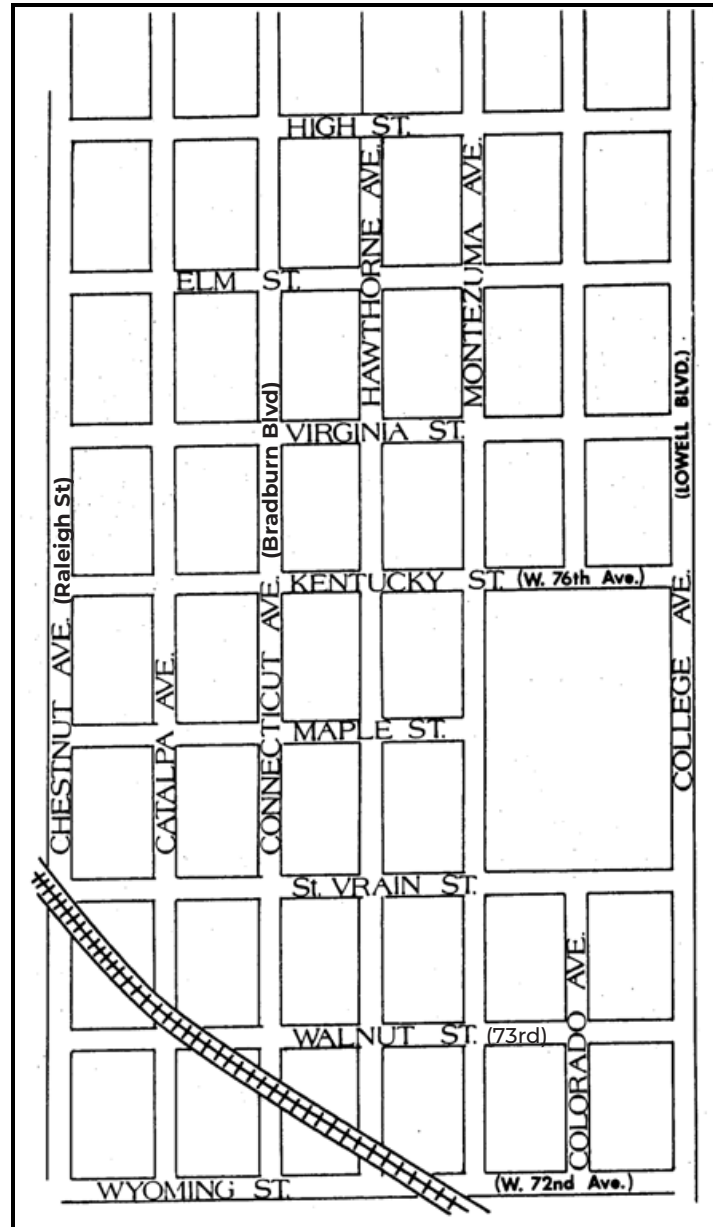 HIGH ST.
HAWTHORNE AVE.
MONTEZUMA AVE.
ELM ST.
(Bradburn Blvd)
VIRGINIA ST.
(LOWELL BLVD.)
(Raleigh St)
KENTUCKY ST. (W. 76th Ave.)
CHESTNUT AVE.
CATALPA AVE.
CONNECTICUT AVE.
COLLEGE AVE.
MAPLE ST.
St. VRAIN ST.
WALNUT ST. (73rd)
COLORADO AVE.
WYOMING ST. (W. 72nd Ave.)